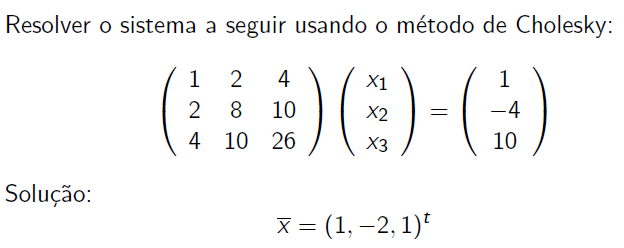 Resolver o sistema a seguir usando o método de Cholesky:
1 2 4 x1 1
2 8 10 x2 = −4
4 10 26 x3 10
Solução:
x̄ = (1, −2, 1)ᵗ